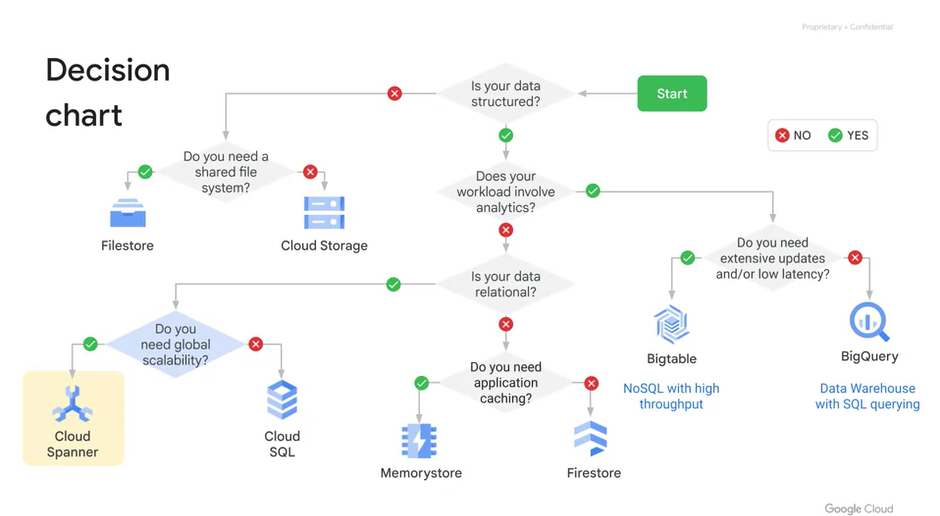 Proprietary + Confidential
Decision
chart
Is your data
structured?
Start
NO
YES
Do you need a
shared file
system?
Does your
workload involve
analytics?
Filestore
Cloud Storage
Do you need
extensive updates
and/or low latency?
Is your data
relational?
Do you
need global
scalability?
Bigtable
BigQuery
Do you need
application
caching?
NoSQL with high
throughput
Data Warehouse
with SQL querying
Cloud
Spanner
Cloud
SQL
Memorystore
Firestore
Google Cloud